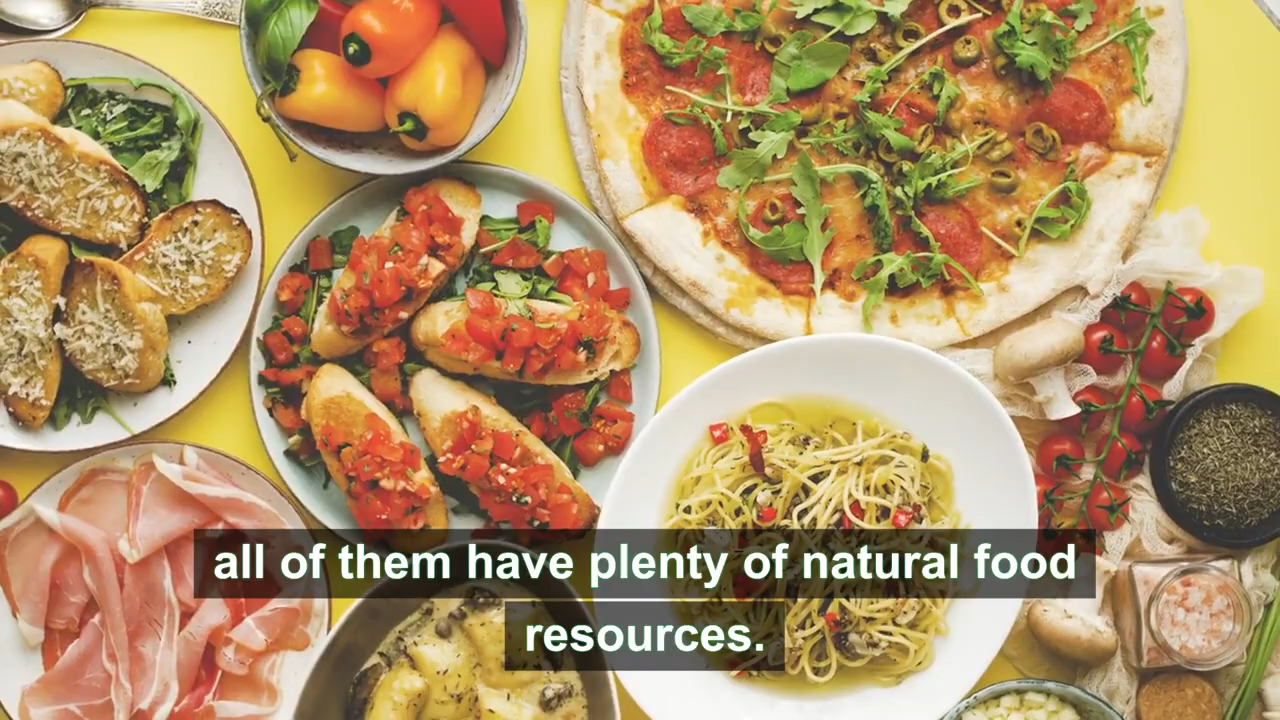 all of them have plenty of natural food
resources.